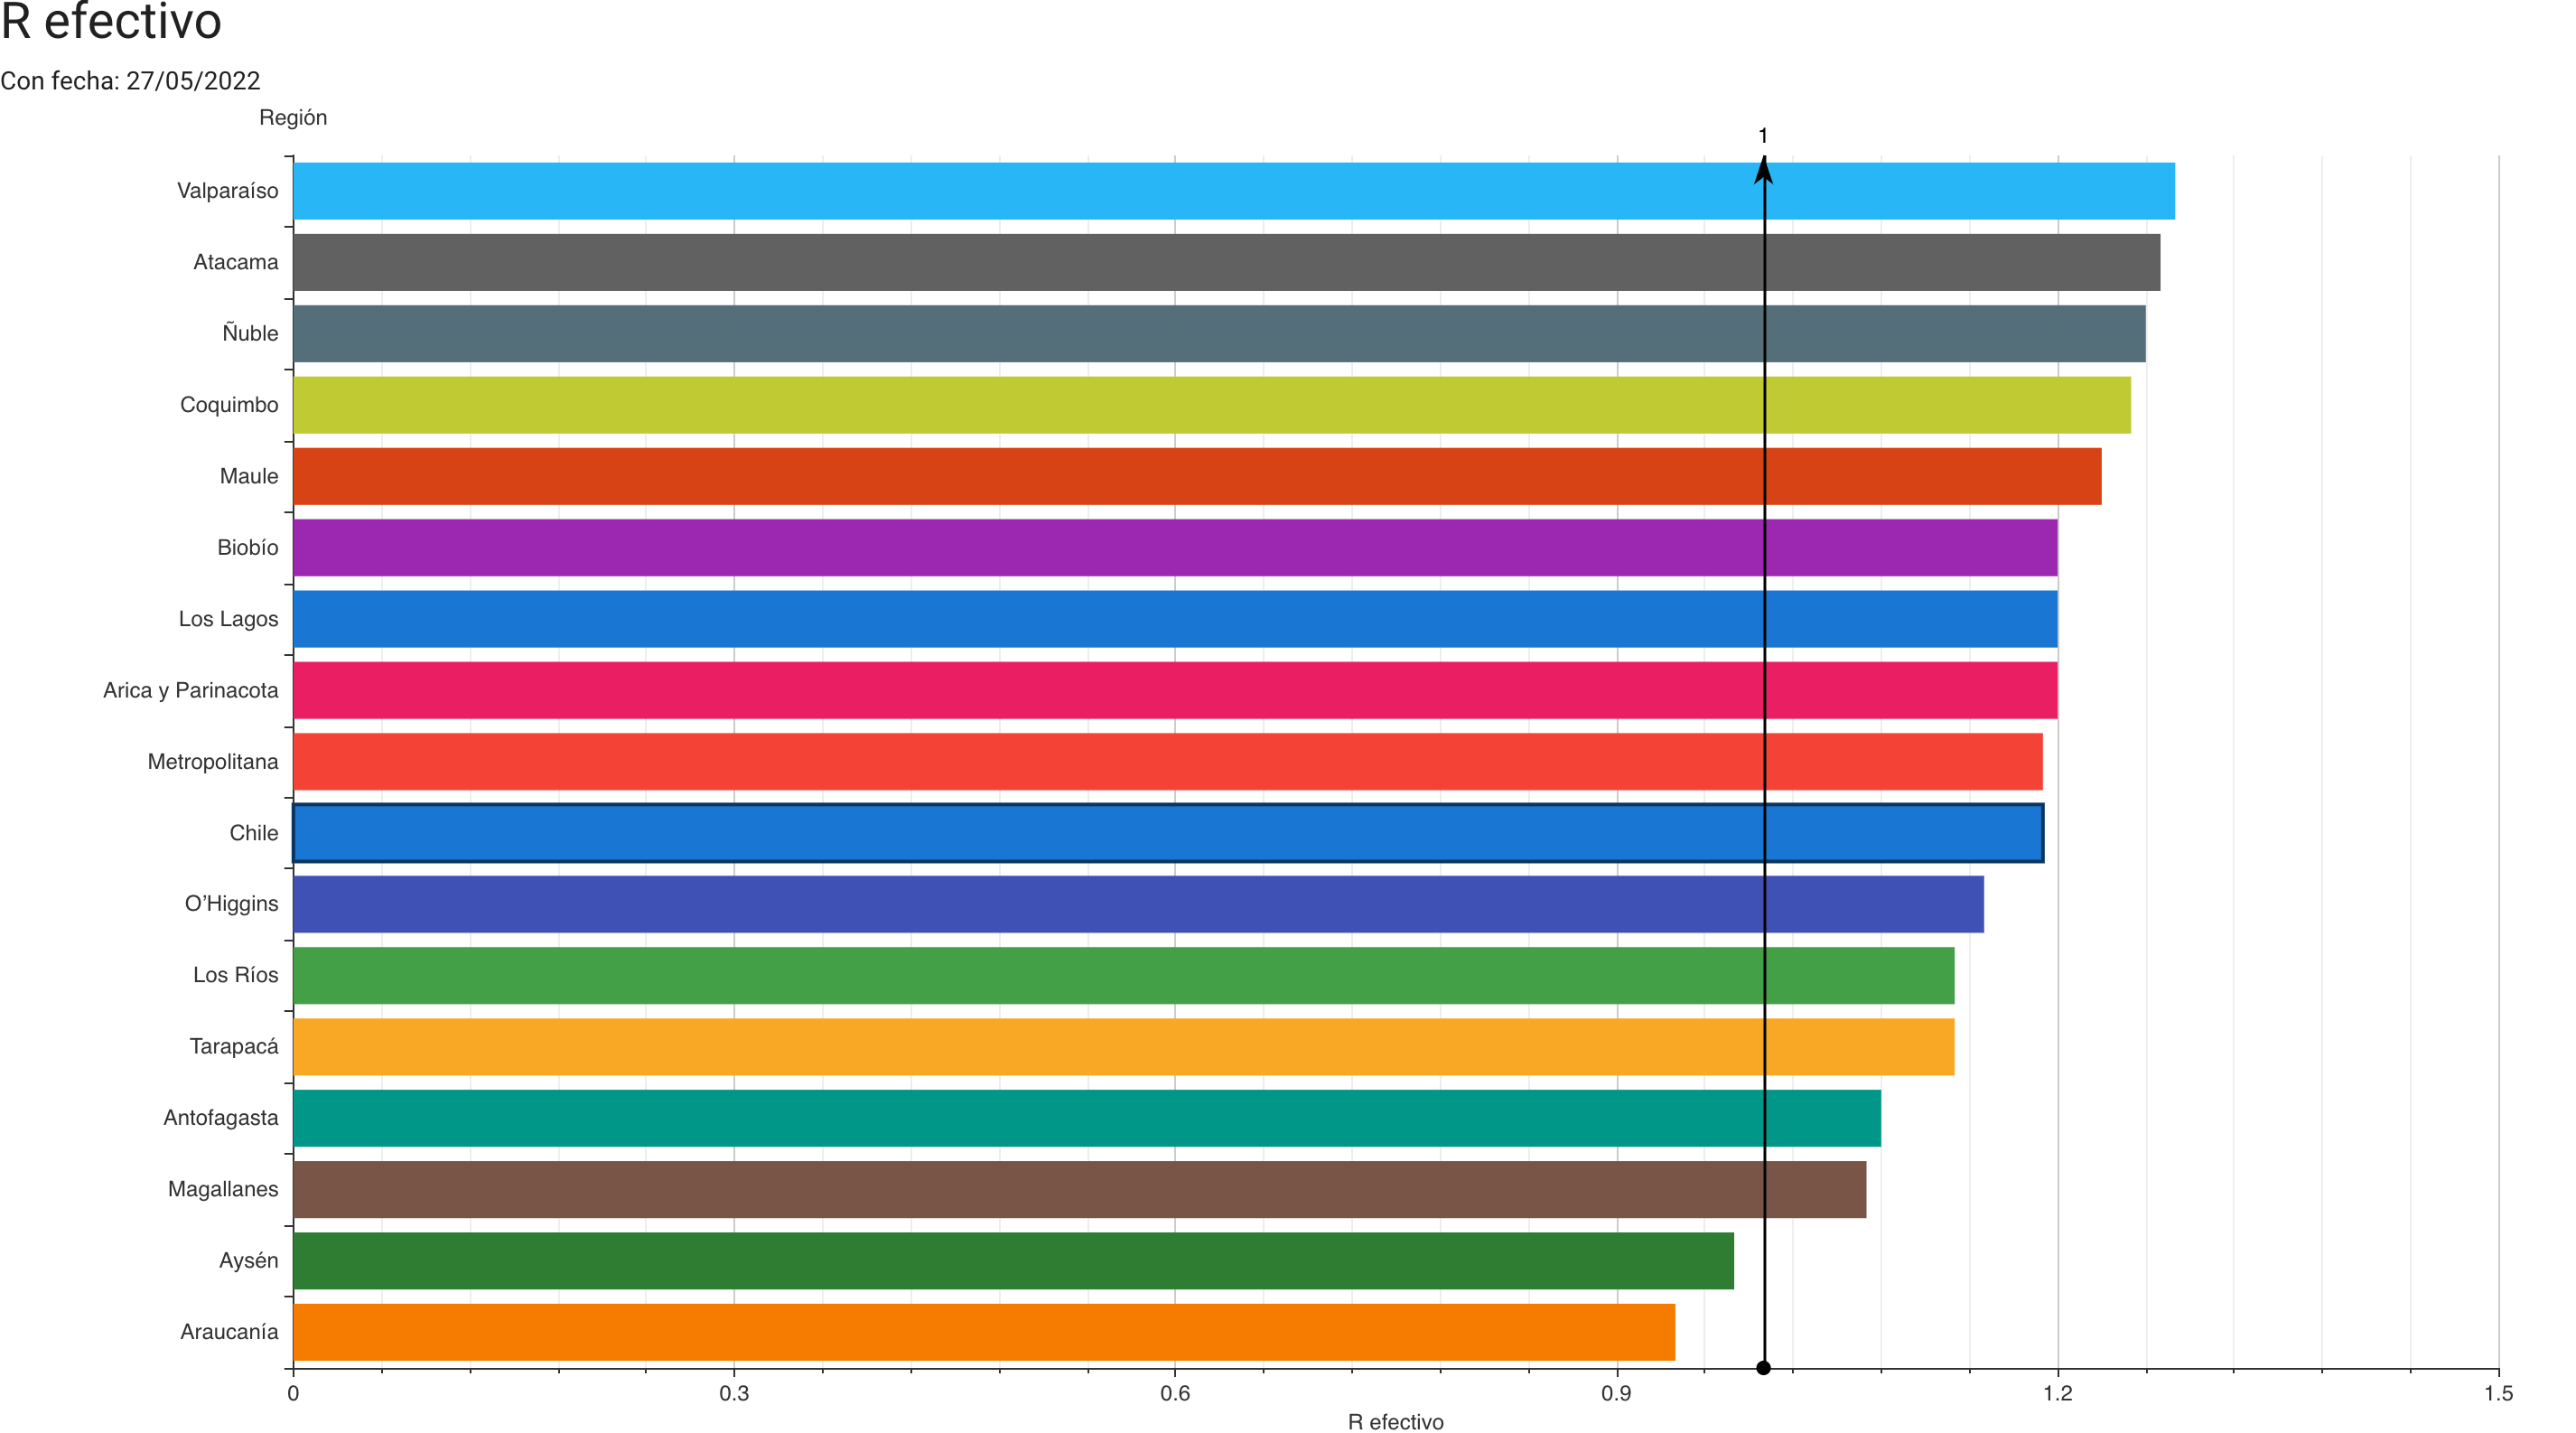 R efectivo
Con fecha: 27/05/2022
Región
1
Valparaíso
Atacama
Ñuble
Coquimbo
Maule
Biobío
Los Lagos
Arica y Parinacota
Metropolitana
Chile
O’Higgins
Los Ríos
Tarapacá
Antofagasta
Magallanes
Aysén
Araucanía
0 0.3 0.6 0.9 1.2 1.5
R efectivo